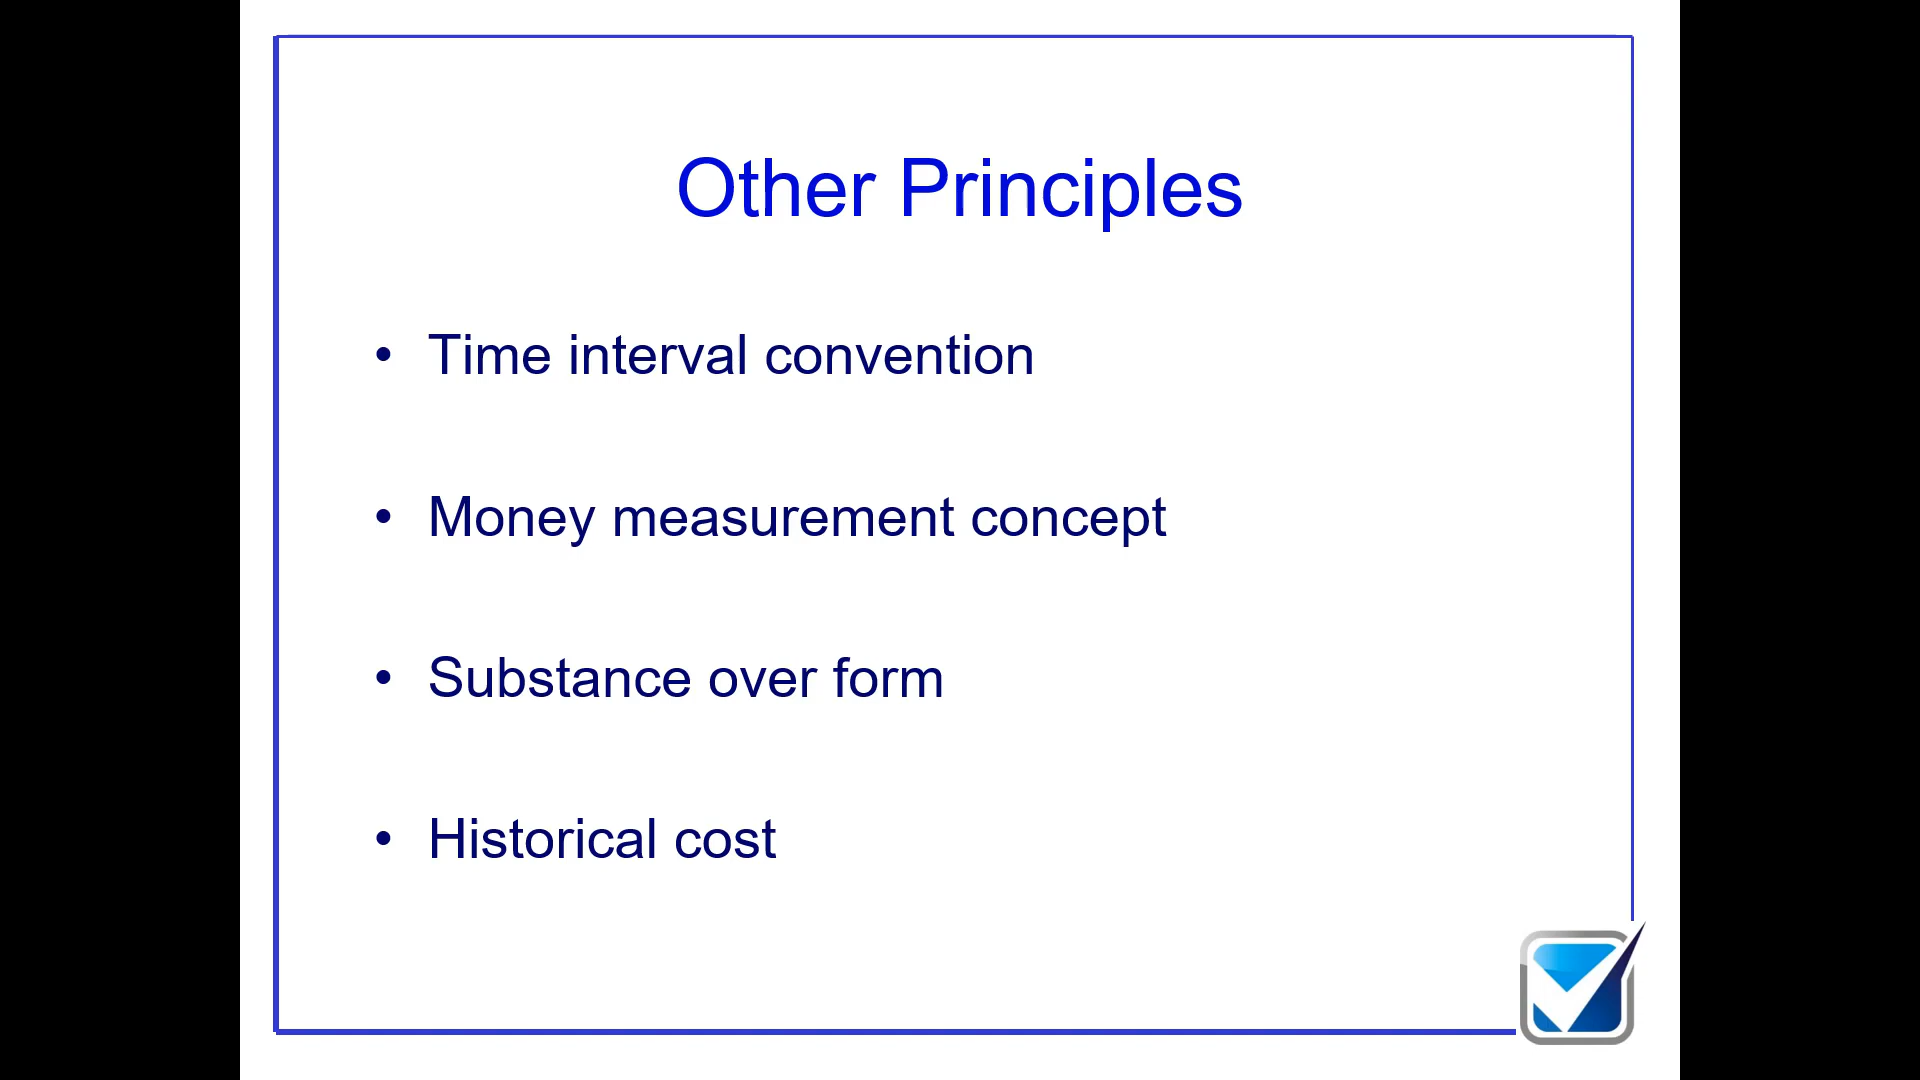 Other Principles
• Time interval convention
• Money measurement concept
• Substance over form
• Historical cost